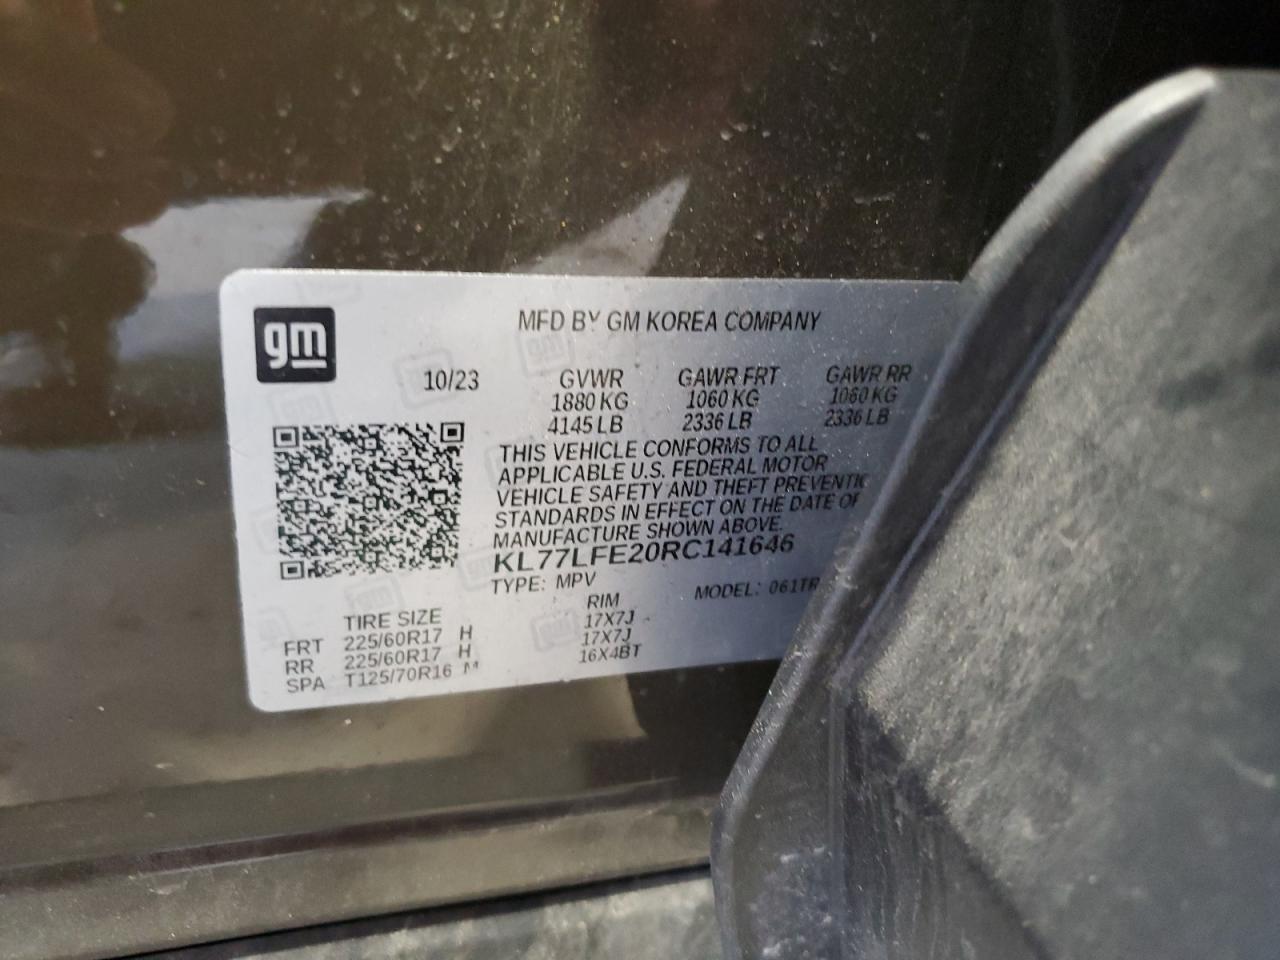 gm
MFD BY GM KOREA COMPANY
10/23 GVWR GAWR FRT GAWR RR
1880 KG 1060 KG 1060 KG
4145 LB 2336 LB 2336 LB
THIS VEHICLE CONFORMS TO ALL
APPLICABLE U.S. FEDERAL MOTOR
VEHICLE SAFETY AND THEFT PREVENTIO
STANDARDS IN EFFECT ON THE DATE OF
MANUFACTURE SHOWN ABOVE.
KL77LFE20RC141646
TYPE: MPV MODEL: 061TR
TIRE SIZE RIM
FRT 225/60R17 H 17X7J
RR 225/60R17 H 17X7J
SPA T125/70R16 M 16X4BT